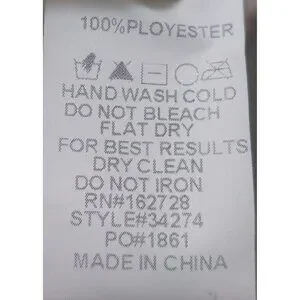 100%PLOYESTER
HAND WASH COLD
DO NOT BLEACH
FLAT DRY
FOR BEST RESULTS
DRY CLEAN
DO NOT IRON
RN#162728
STYLE#34274
PO#1861
MADE IN CHINA